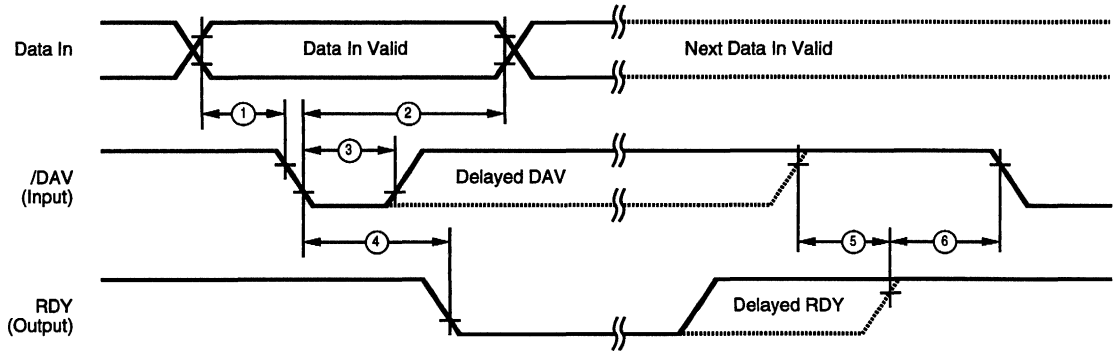 Data In
Data In Valid
Next Data In Valid
1
2
3
/DAV
(Input)
Delayed DAV
4
5
6
RDY
(Output)
Delayed RDY